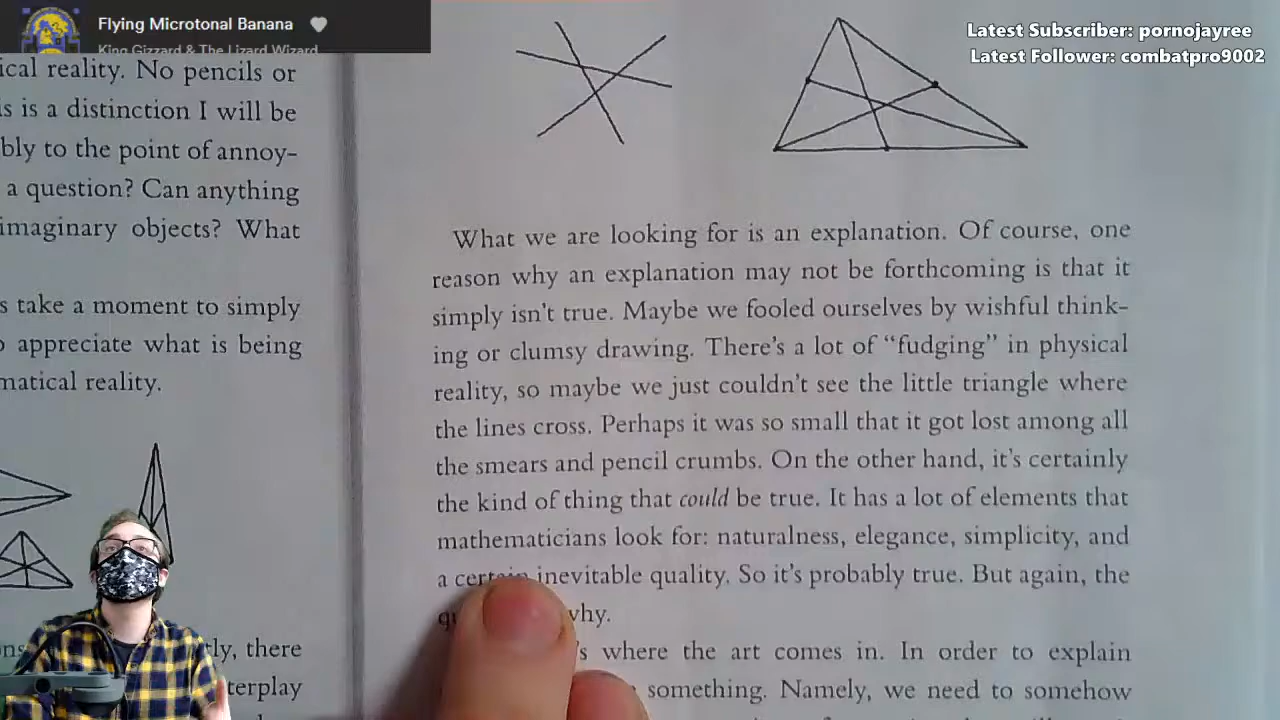 Flying Microtonal Banana
King Gizzard & The Lizard Wizard
Latest Subscriber: pornojayree
Latest Follower: combatpro9002
ical reality. No pencils or
is is a distinction I will be
bly to the point of annoy-
a question? Can anything
imaginary objects? What
s take a moment to simply
o appreciate what is being
matical reality.
tly, there
terplay
What we are looking for is an explanation. Of course, one
reason why an explanation may not be forthcoming is that it
simply isn't true. Maybe we fooled ourselves by wishful think-
ing or clumsy drawing. There's a lot of “fudging” in physical
reality, so maybe we just couldn't see the little triangle where
the lines cross. Perhaps it was so small that it got lost among all
the smears and pencil crumbs. On the other hand, it's certainly
the kind of thing that could be true. It has a lot of elements that
mathematicians look for: naturalness, elegance, simplicity, and
a certain inevitable quality. So it's probably true. But again, the
why.
's where the art comes in. In order to explain
something. Namely, we need to somehow